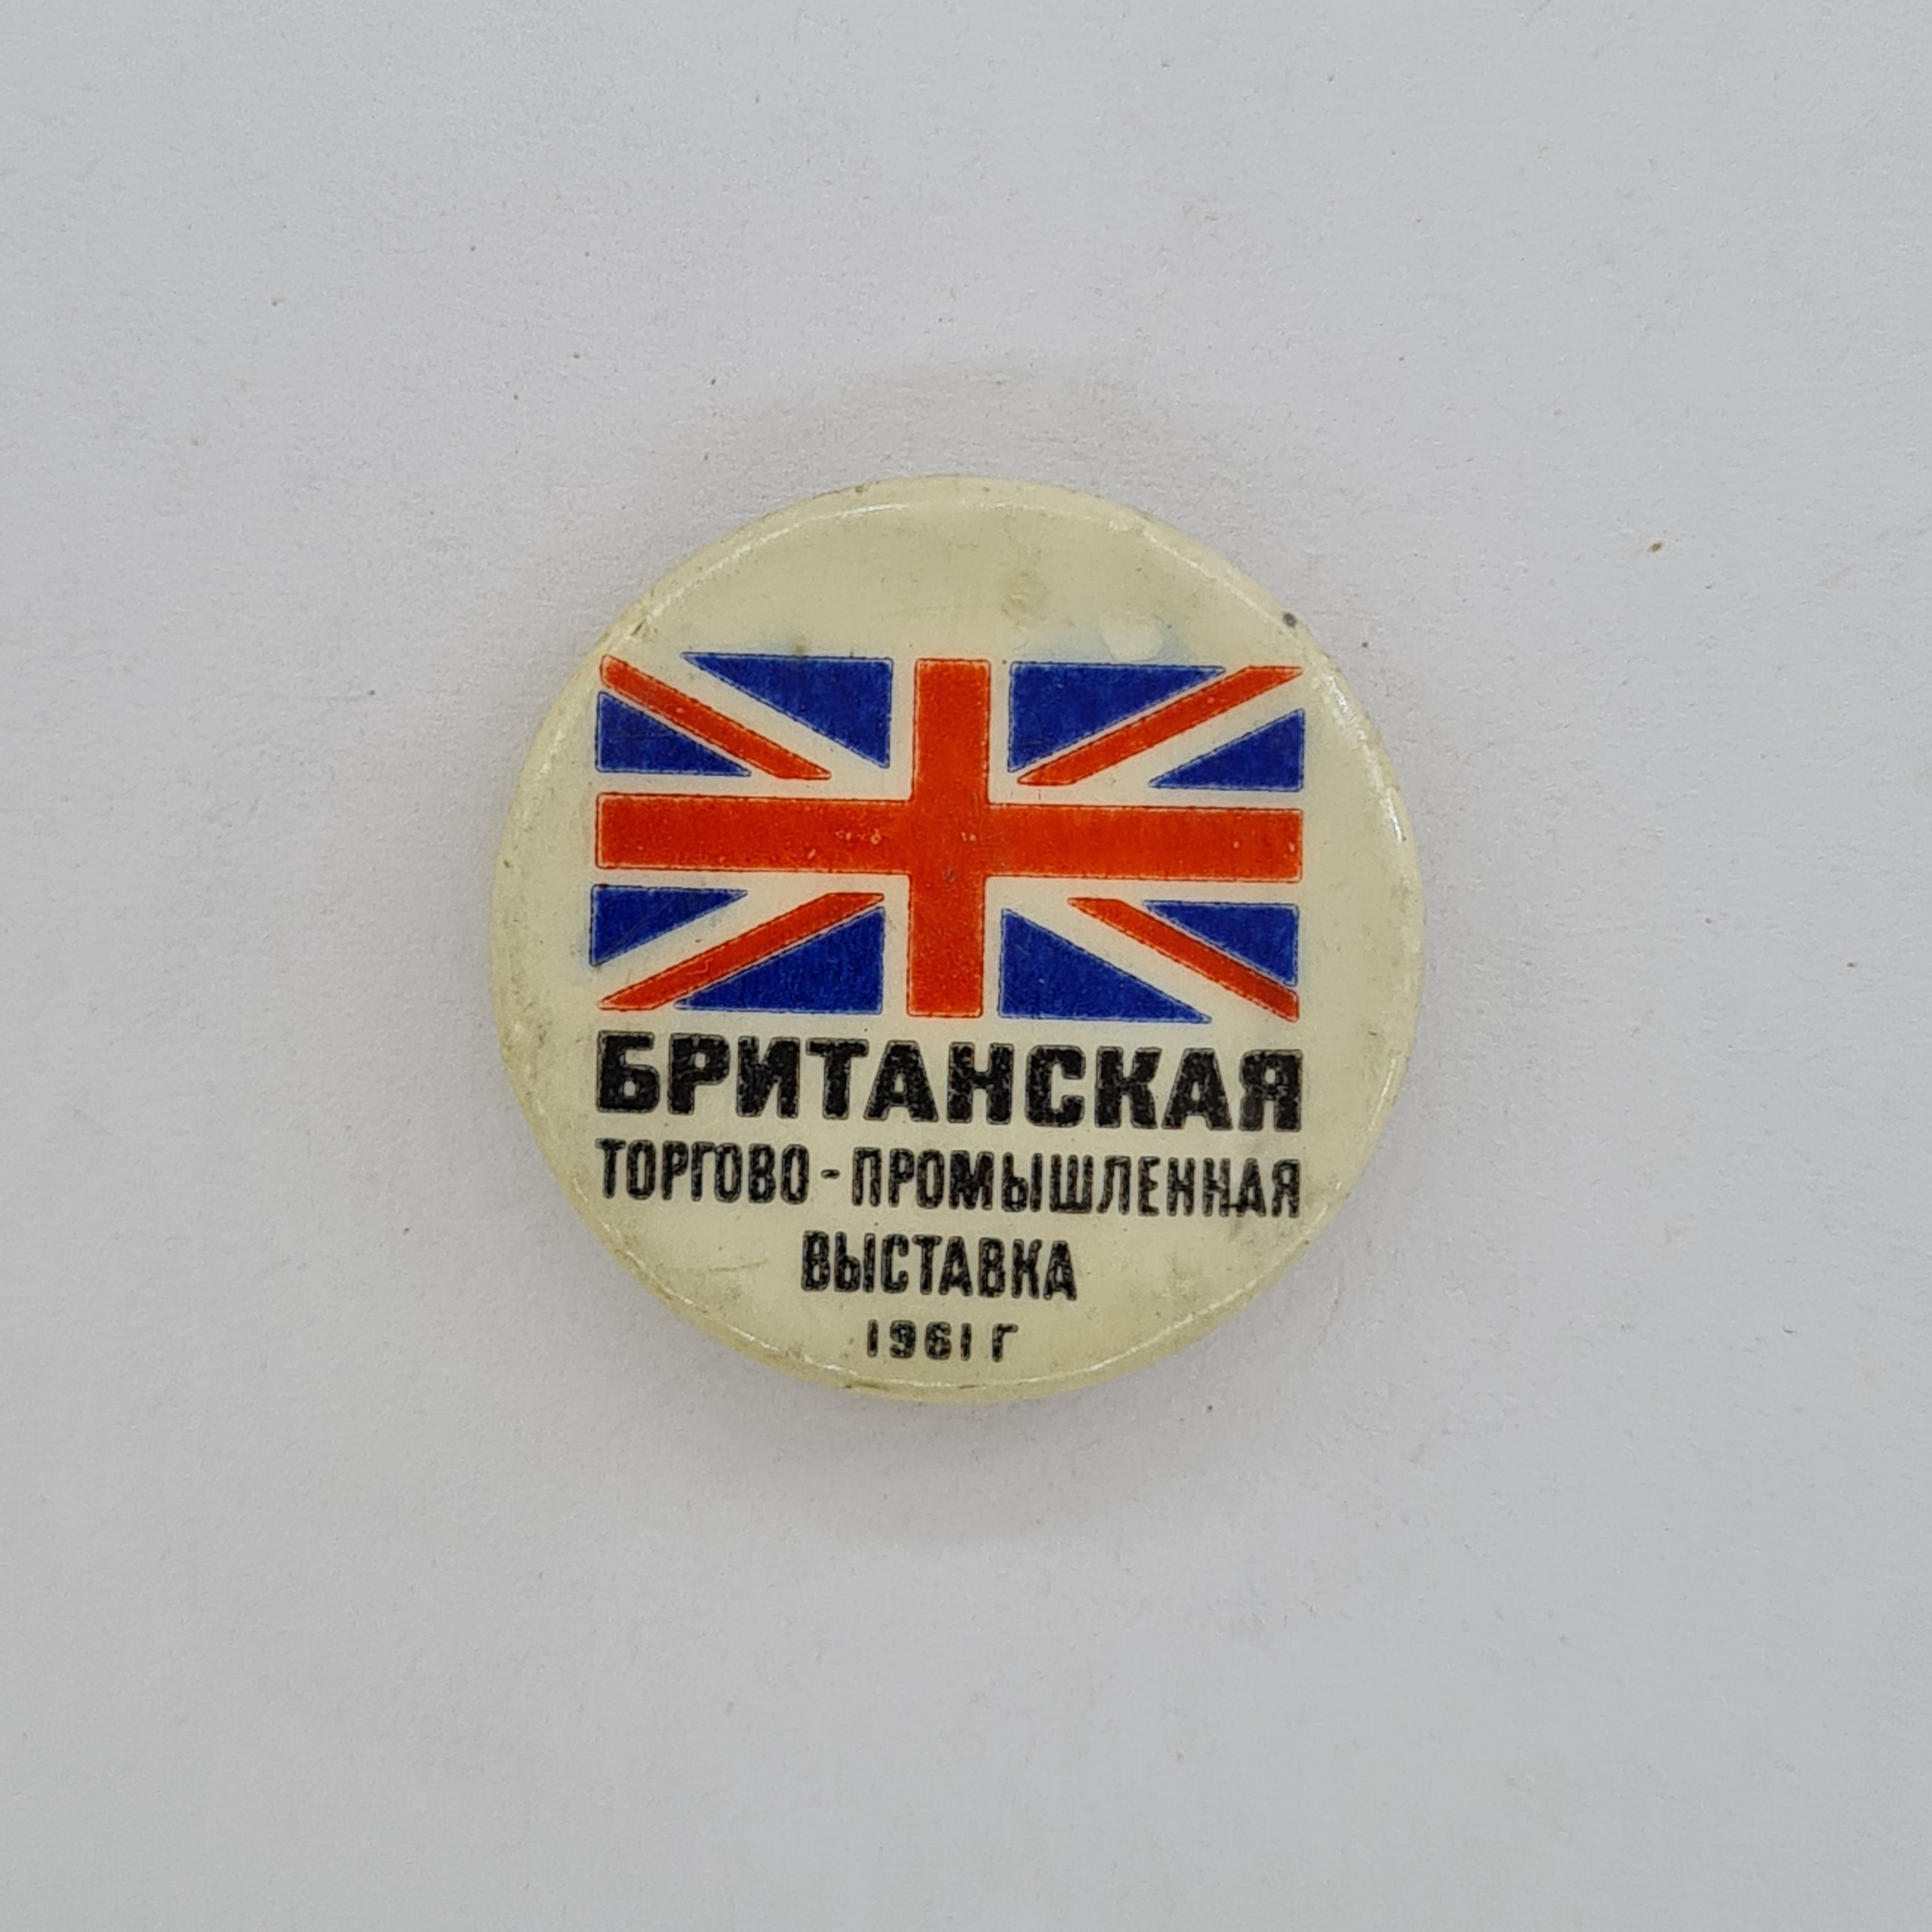 БРИТАНСКАЯ
ТОРГОВО-ПРОМЫШЛЕННАЯ
ВЫСТАВКА
1961 Г